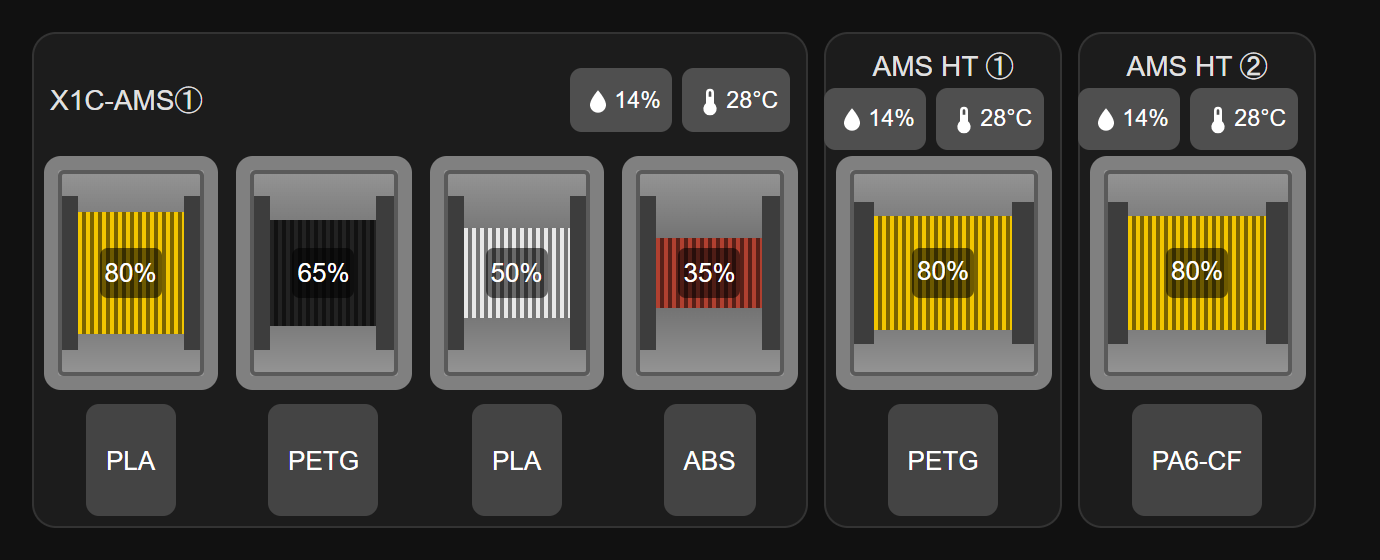 X1C-AMS① 14% 28°C
80% 65% 50% 35%
PLA PETG PLA ABS
AMS HT ①
14% 28°C
80%
PETG
AMS HT ②
14% 28°C
80%
PA6-CF